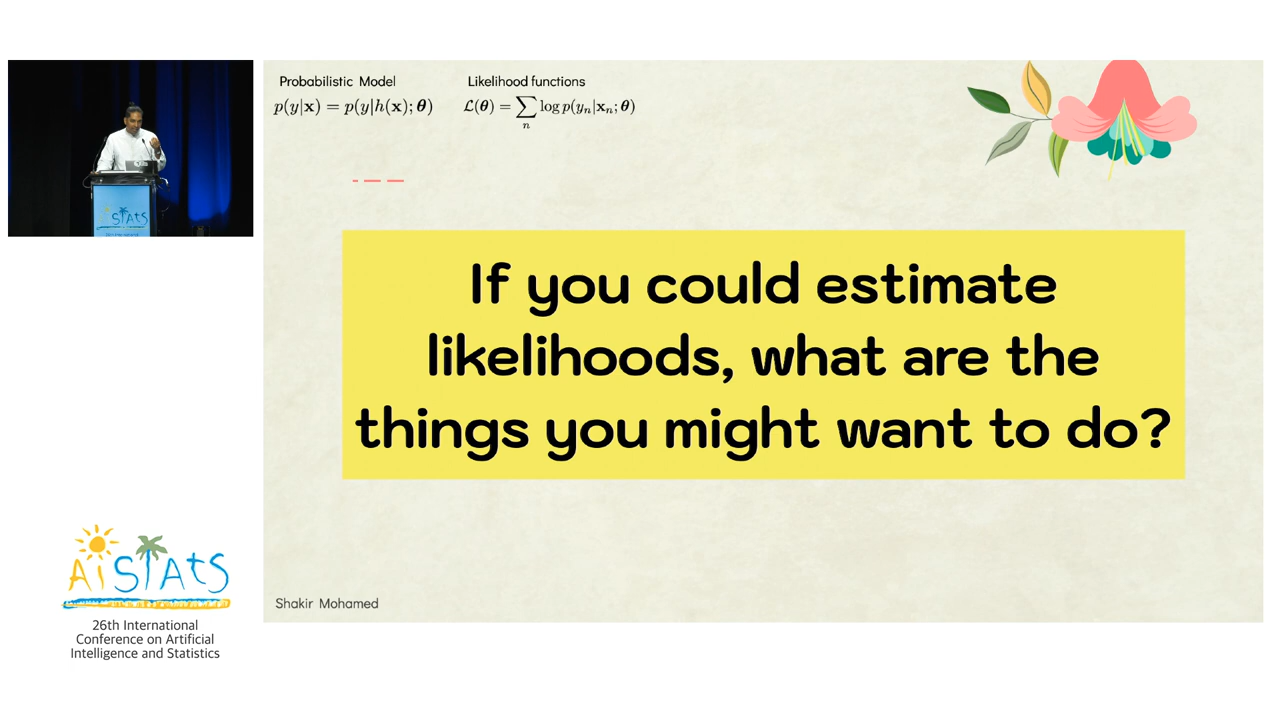 Probabilistic Model
p(y|x) = p(y|h(x); θ)
Likelihood functions
ℒ(θ) = ∑ₙ log p(yₙ|xₙ; θ)
If you could estimate
likelihoods, what are the
things you might want to do?
Shakir Mohamed
AiStAtS
AiStAtS
26th International
Conference on Artificial
Intelligence and Statistics